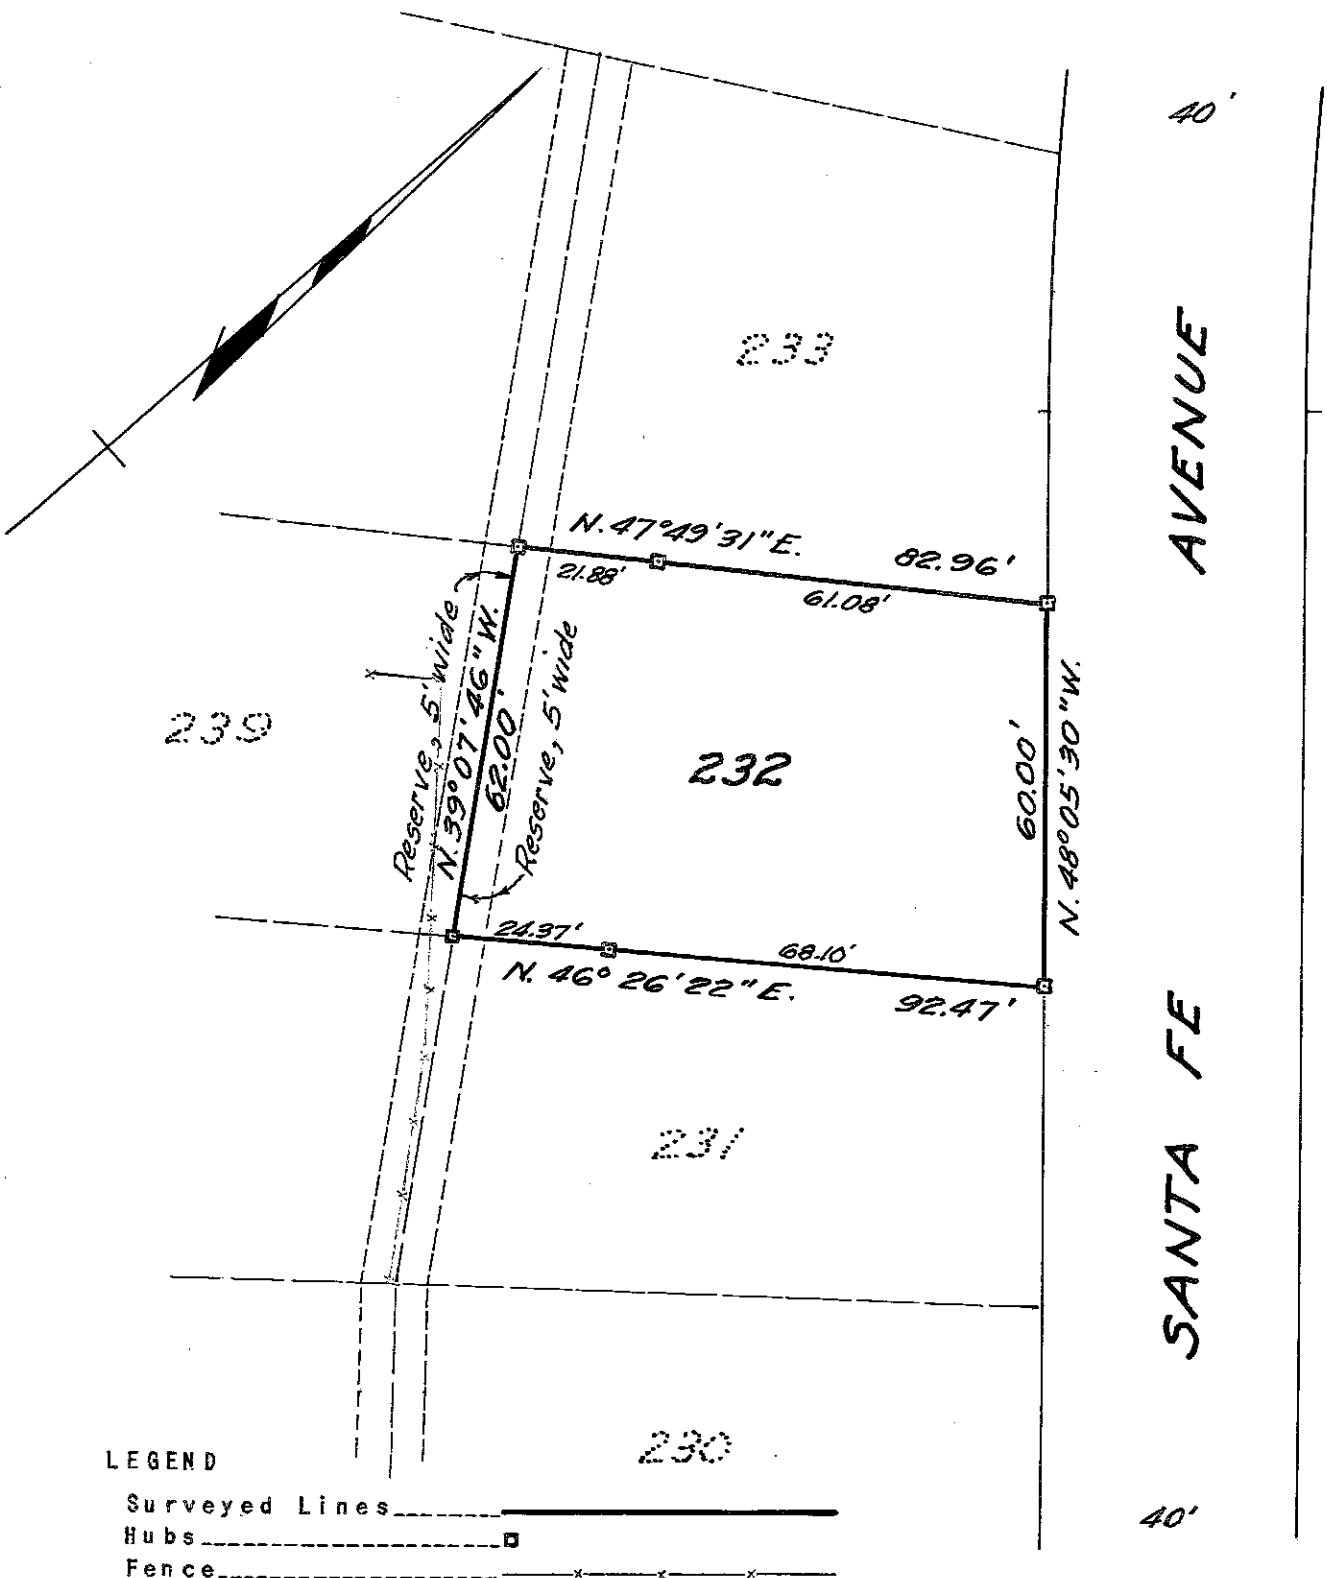 40'
AVENUE
233
N. 47°49'31"E.
82.96'
21.88'
61.08'
Reserve, 5' wide
N. 39°07'46"W.
62.00'
Reserve, 5' wide
239
232
60.00'
N. 48°05'30"W.
24.37'
68.10'
N. 46°26'22"E.
92.47'
SANTA FE
231
230
40'
LEGEND
Surveyed Lines
Hubs
Fence